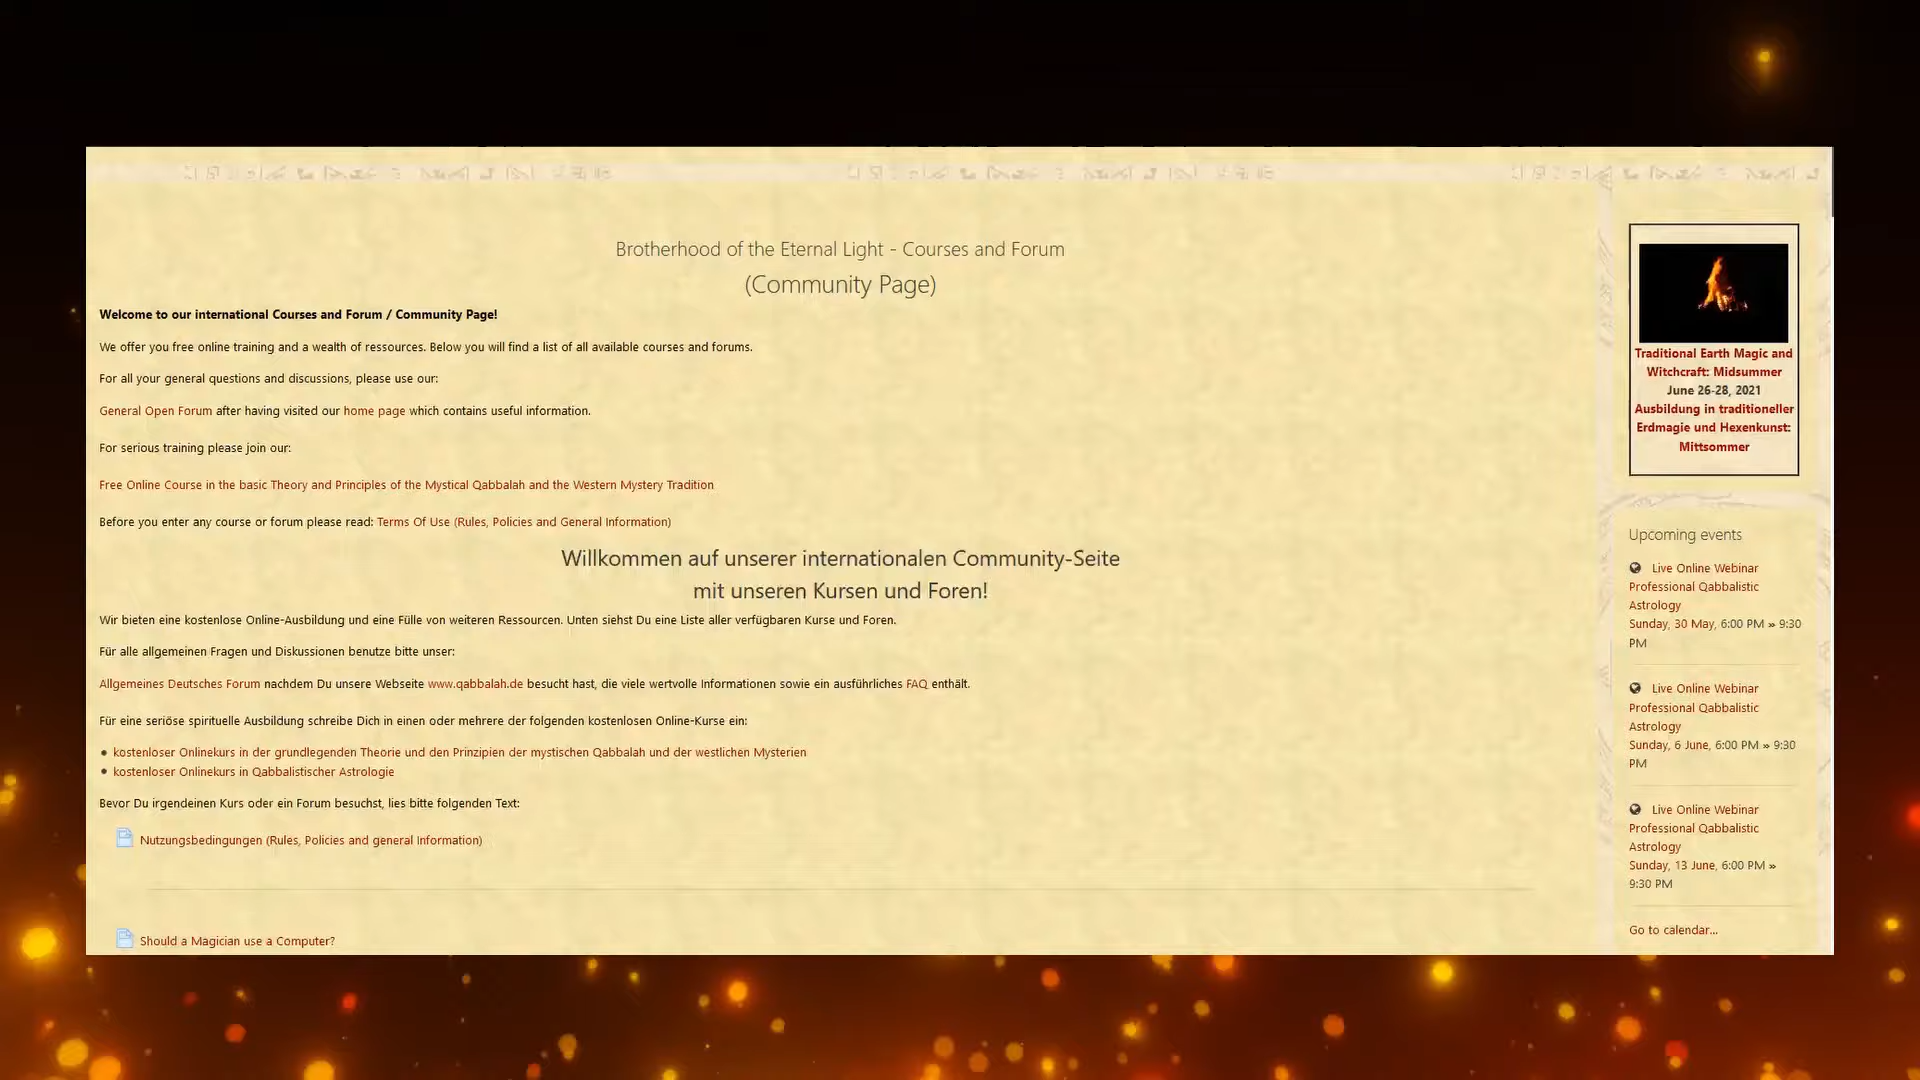 Brotherhood of the Eternal Light - Courses and Forum
(Community Page)
Welcome to our international Courses and Forum / Community Page!
We offer you free online training and a wealth of ressources. Below you will find a list of all available courses and forums.
For all your general questions and discussions, please use our:
General Open Forum after having visited our home page which contains useful information.
For serious training please join our:
Free Online Course in the basic Theory and Principles of the Mystical Qabbalah and the Western Mystery Tradition
Before you enter any course or forum please read: Terms Of Use (Rules, Policies and General Information)
Willkommen auf unserer internationalen Community-Seite
mit unseren Kursen und Foren!
Wir bieten eine kostenlose Online-Ausbildung und eine Fülle von weiteren Ressourcen. Unten siehst Du eine Liste aller verfügbaren Kurse und Foren.
Für alle allgemeinen Fragen und Diskussionen benutze bitte unser:
Allgemeines Deutsches Forum nachdem Du unsere Webseite www.qabbalah.de besucht hast, die viele wertvolle Informationen sowie ein ausführliches FAQ enthält.
Für eine seriöse spirituelle Ausbildung schreibe Dich in einen oder mehrere der folgenden kostenlosen Online-Kurse ein:
• kostenloser Onlinekurs in der grundlegenden Theorie und den Prinzipien der mystischen Qabbalah und der westlichen Mysterien
• kostenloser Onlinekurs in Qabbalistischer Astrologie
Bevor Du irgendeinen Kurs oder ein Forum besuchst, lies bitte folgenden Text:
Nutzungsbedingungen (Rules, Policies and general Information)
Should a Magician use a Computer?
Traditional Earth Magic and
Witchcraft: Midsummer
June 26-28, 2021
Ausbildung in traditioneller
Erdmagie und Hexenkunst:
Mittsommer
Upcoming events
Live Online Webinar
Professional Qabbalistic
Astrology
Sunday, 30 May, 6:00 PM » 9:30
PM
Live Online Webinar
Professional Qabbalistic
Astrology
Sunday, 6 June, 6:00 PM » 9:30
PM
Live Online Webinar
Professional Qabbalistic
Astrology
Sunday, 13 June, 6:00 PM »
9:30 PM
Go to calendar...